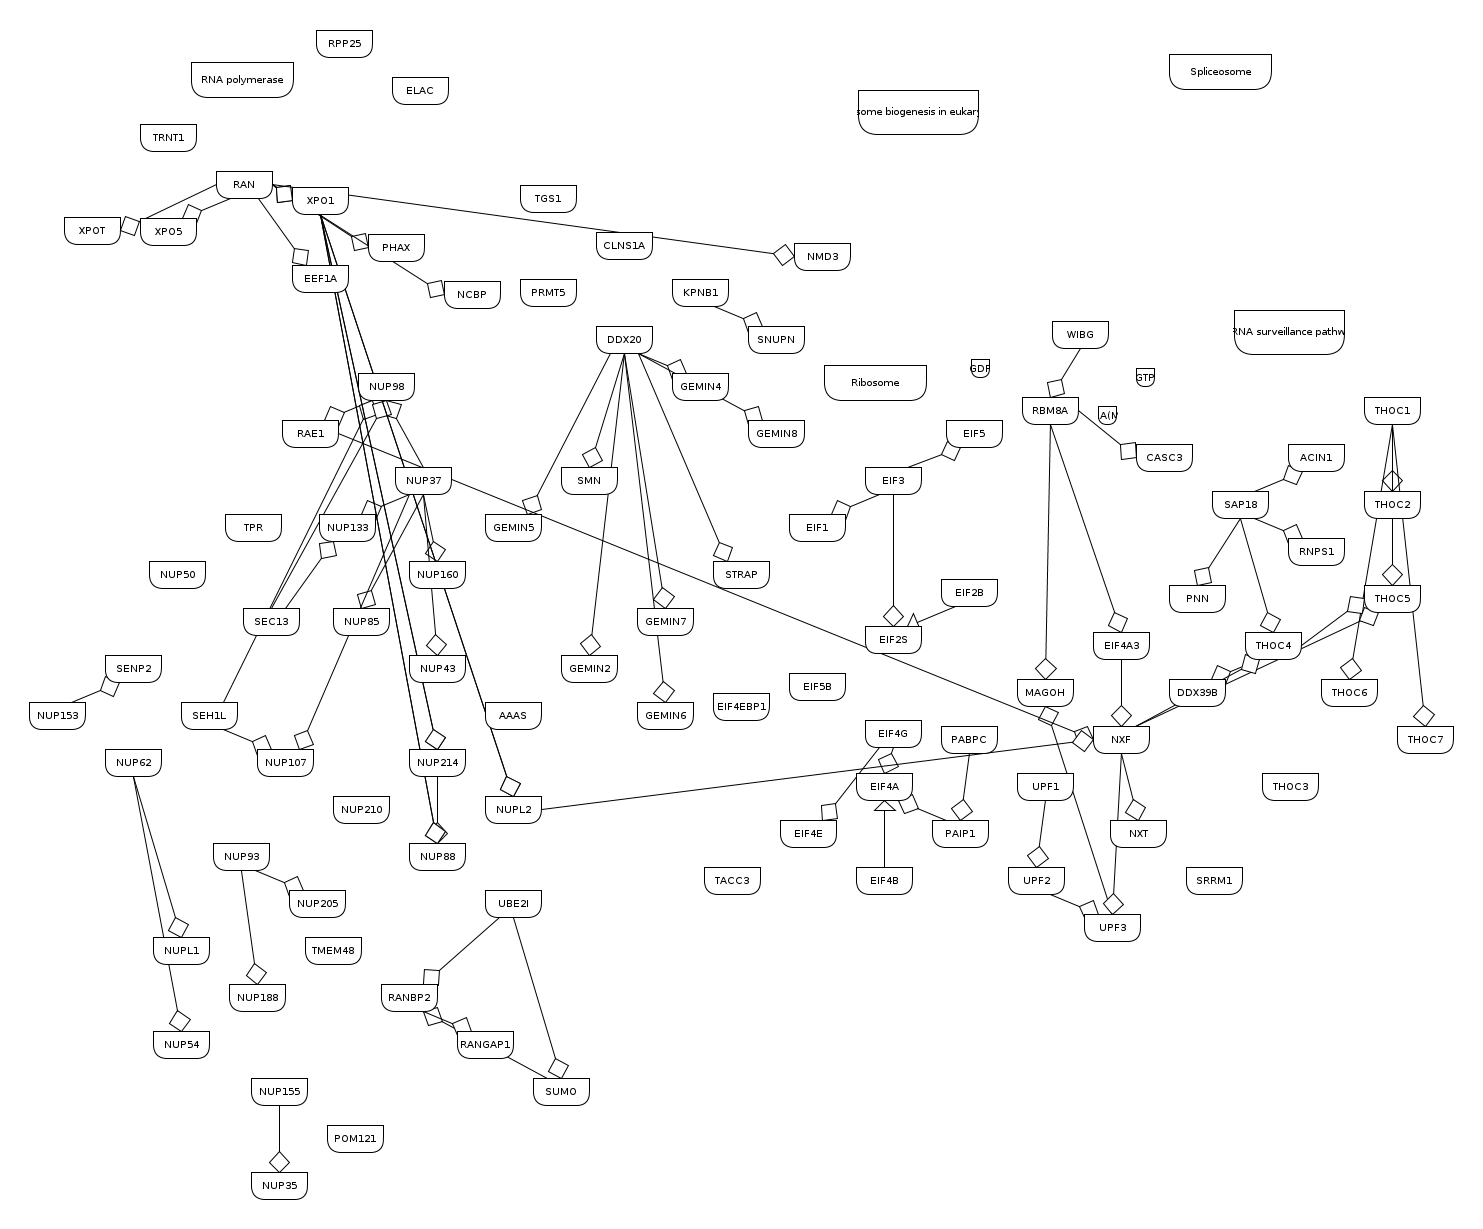 RPP25
RNA polymerase
Spliceosome
ELAC
some biogenesis in eukary
TRNT1
RAN
XPO1
TGS1
XPOT
XPO5
PHAX
CLNS1A
NMD3
EEF1A
NCBP
PRMT5
KPNB1
DDX20
SNUPN
WIBG
RNA surveillance pathw
GDP
GTP
Ribosome
NUP98
GEMIN4
RBM8A
A(M
THOC1
RAE1
GEMIN8
EIF5
CASC3
ACIN1
NUP37
SMN
EIF3
SAP18
THOC2
TPR
NUP133
GEMIN5
EIF1
RNPS1
NUP50
NUP160
STRAP
EIF2B
PNN
THOC5
SEC13
NUP85
GEMIN7
EIF2S
EIF4A3
THOC4
SENP2
NUP43
GEMIN2
EIF5B
MAGOH
DDX39B
THOC6
NUP153
SEH1L
AAAS
GEMIN6
EIF4EBP1
EIF4G
PABPC
NXF
THOC7
NUP62
NUP107
NUP214
EIF4A
UPF1
THOC3
NUP210
NUPL2
EIF4E
PAIP1
NXT
NUP93
NUP88
TACC3
EIF4B
UPF2
SRRM1
NUP205
UBE2I
UPF3
NUPL1
TMEM48
NUP188
RANBP2
NUP54
RANGAP1
NUP155
SUMO
POM121
NUP35